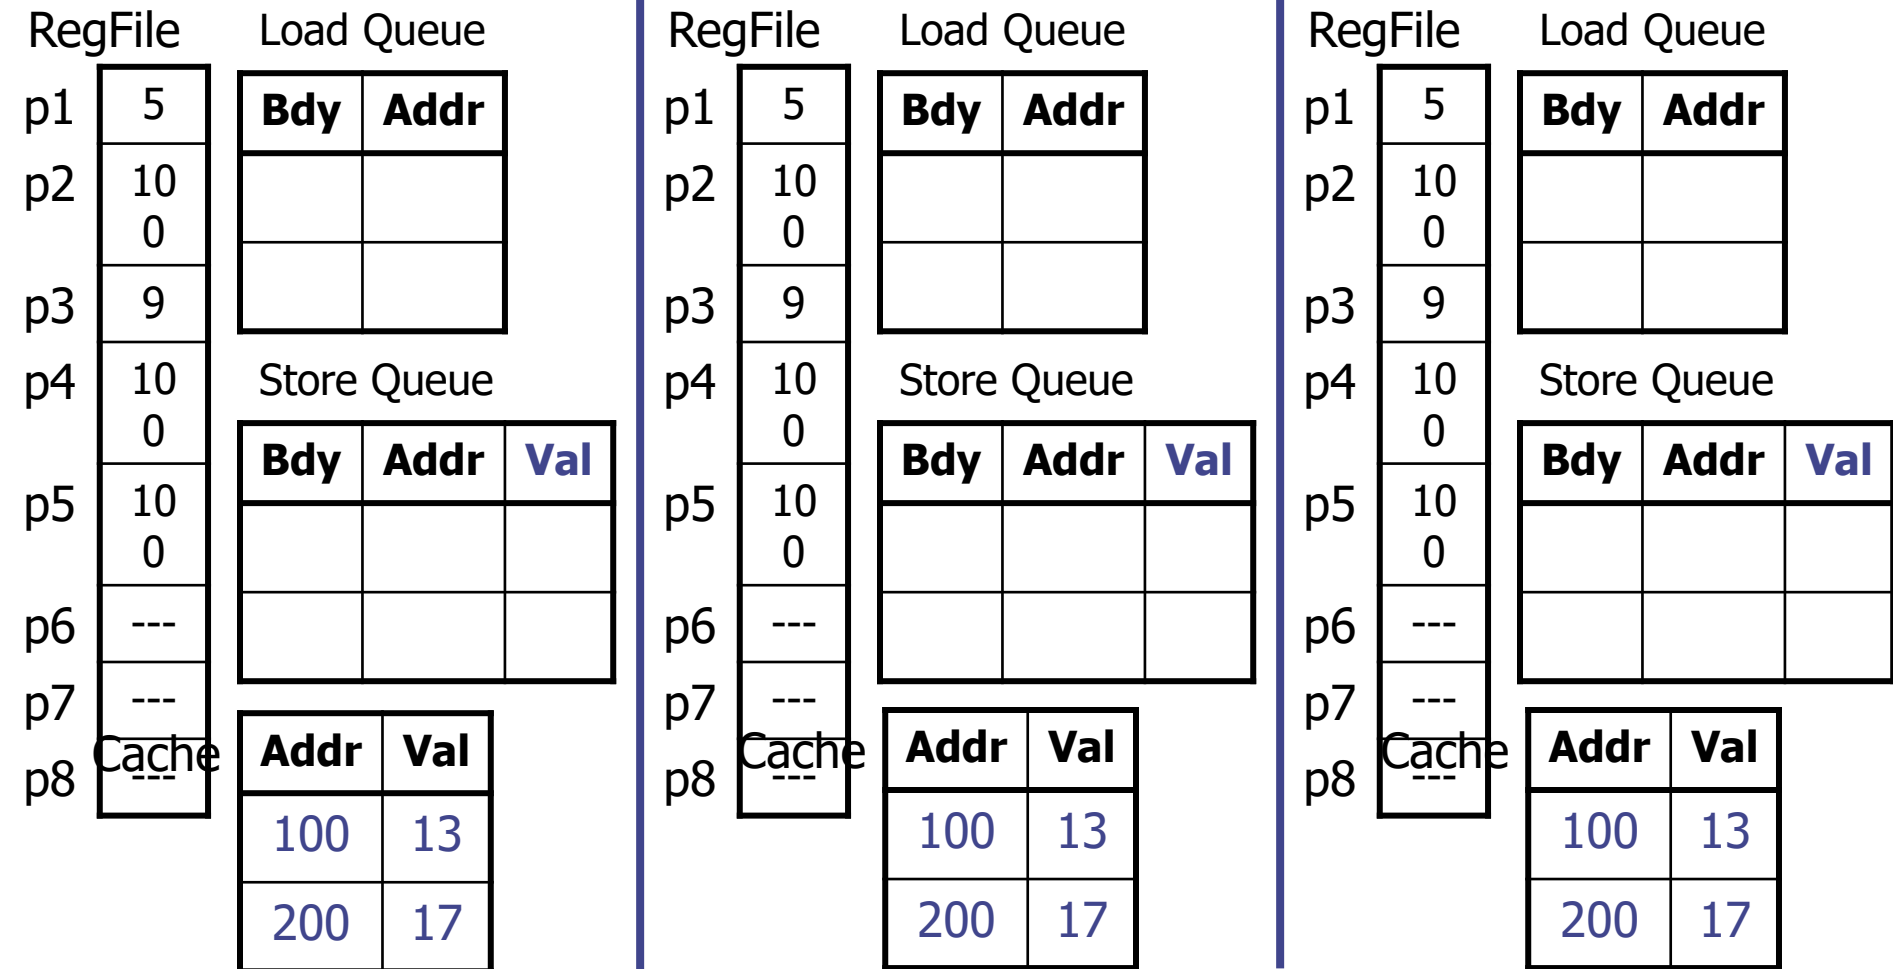 RegFile
Load Queue
p1
5
Bdy Addr
p2
10
0
p3
9
p4
10
0
Store Queue
Bdy Addr Val
p5
10
0
p6
---
p7
---
p8
---
Cache
Addr Val
100 13
200 17
RegFile
Load Queue
p1
5
Bdy Addr
p2
10
0
p3
9
p4
10
0
Store Queue
Bdy Addr Val
p5
10
0
p6
---
p7
---
p8
---
Cache
Addr Val
100 13
200 17
RegFile
Load Queue
p1
5
Bdy Addr
p2
10
0
p3
9
p4
10
0
Store Queue
Bdy Addr Val
p5
10
0
p6
---
p7
---
p8
---
Cache
Addr Val
100 13
200 17